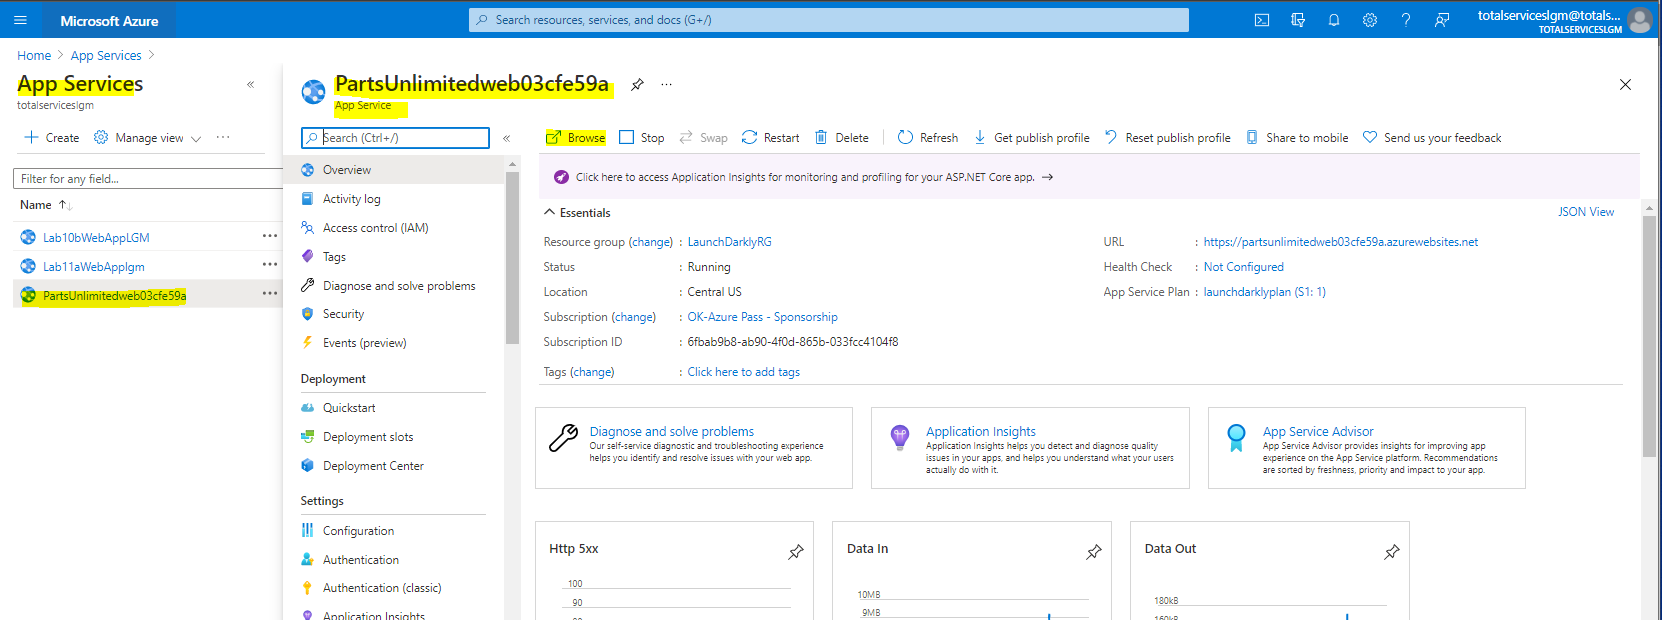 Microsoft Azure
Search resources, services, and docs (G+/)
totalserviceslgm@totals...
TOTALSERVICESLGM
Home > App Services >
App Services
totalserviceslgm
Create
Manage view
Filter for any field...
Name
Lab10bWebAppLGM
Lab11aWebApplgm
PartsUnlimitedweb03cfe59a
PartsUnlimitedweb03cfe59a
App Service
Search (Ctrl+/)
Overview
Activity log
Access control (IAM)
Tags
Diagnose and solve problems
Security
Events (preview)
Deployment
Quickstart
Deployment slots
Deployment Center
Settings
Configuration
Authentication
Authentication (classic)
Application Insights
Browse Stop Swap Restart Delete Refresh Get publish profile Reset publish profile Share to mobile Send us your feedback
Click here to access Application Insights for monitoring and profiling for your ASP.NET Core app. →
Essentials
JSON View
Resource group (change) : LaunchDarklyRG
Status : Running
Location : Central US
Subscription (change) : OK-Azure Pass - Sponsorship
Subscription ID : 6fbab9b8-ab90-4f0d-865b-033fcc4104f8
Tags (change) : Click here to add tags
URL : https://partsunlimitedweb03cfe59a.azurewebsites.net
Health Check : Not Configured
App Service Plan : launchdarklyplan (S1: 1)
Diagnose and solve problems
Our self-service diagnostic and troubleshooting experience
helps you identify and resolve issues with your web app.
Application Insights
Application Insights helps you detect and diagnose quality
issues in your apps, and helps you understand what your users
actually do with it.
App Service Advisor
App Service Advisor provides insights for improving app
experience on the App Service platform. Recommendations
are sorted by freshness, priority and impact to your app.
Http 5xx
100
90
Data In
10MB
9MB
Data Out
180kB
160kB